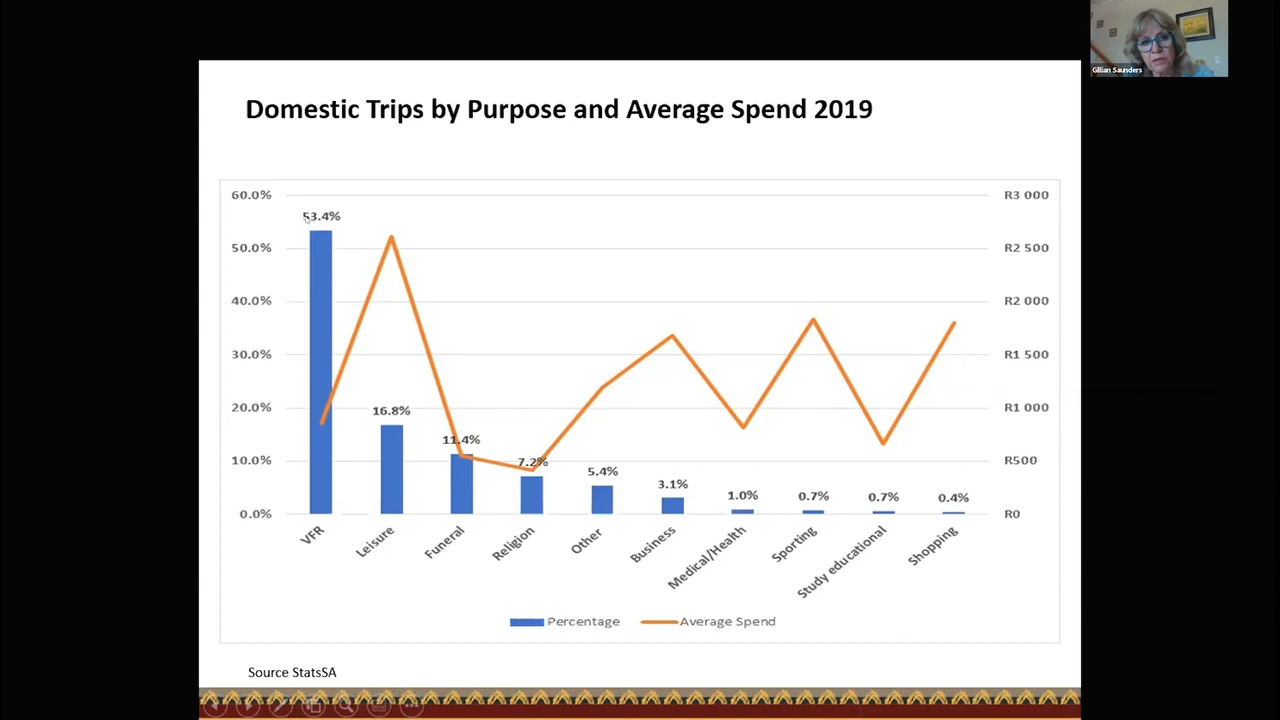 Gillian Saunders
Domestic Trips by Purpose and Average Spend 2019
60.0%
50.0%
40.0%
30.0%
20.0%
10.0%
0.0%
R3 000
R2 500
R2 000
R1 500
R1 000
R500
R0
53.4%
16.8%
11.4%
7.2%
5.4%
3.1%
1.0%
0.7%
0.7%
0.4%
VFR
Leisure
Funeral
Religion
Other
Business
Medical/Health
Sporting
Study educational
Shopping
Percentage
Average Spend
Source StatsSA